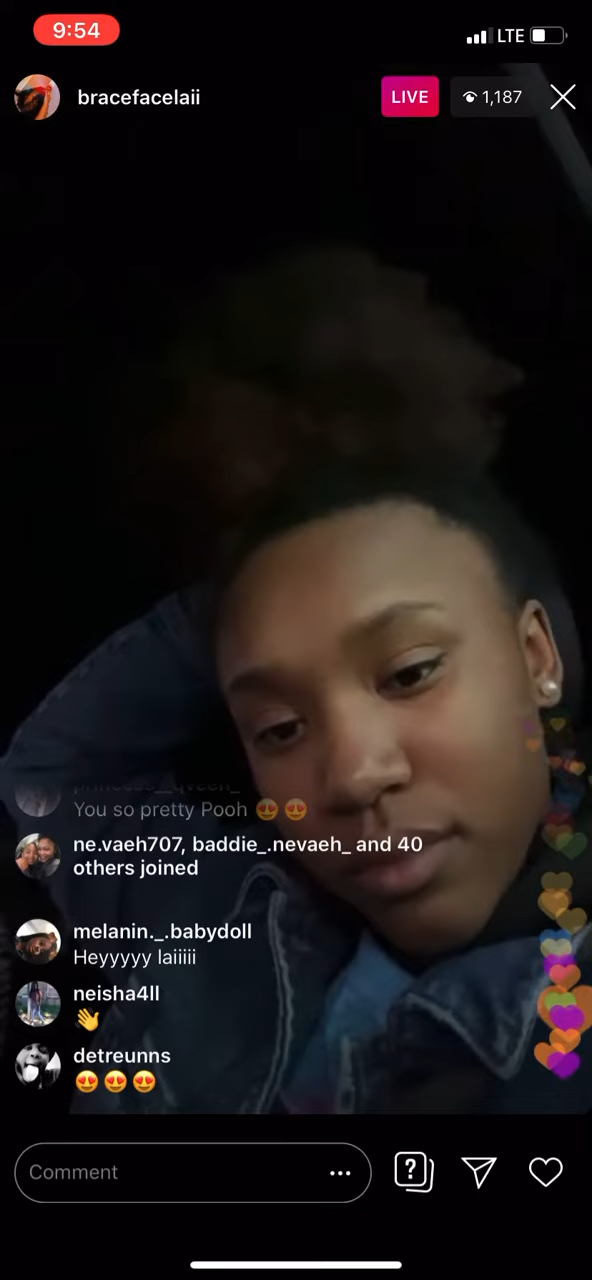 9:54
LTE
bracefacelaii
LIVE
1,187
You so pretty Pooh 😍 😍
ne.vaeh707, baddie_.nevaeh_ and 40
others joined
melanin._.babydoll
Heyyyyy laiiiii
neisha4ll
👋
detreunns
😍 😍 😍
Comment